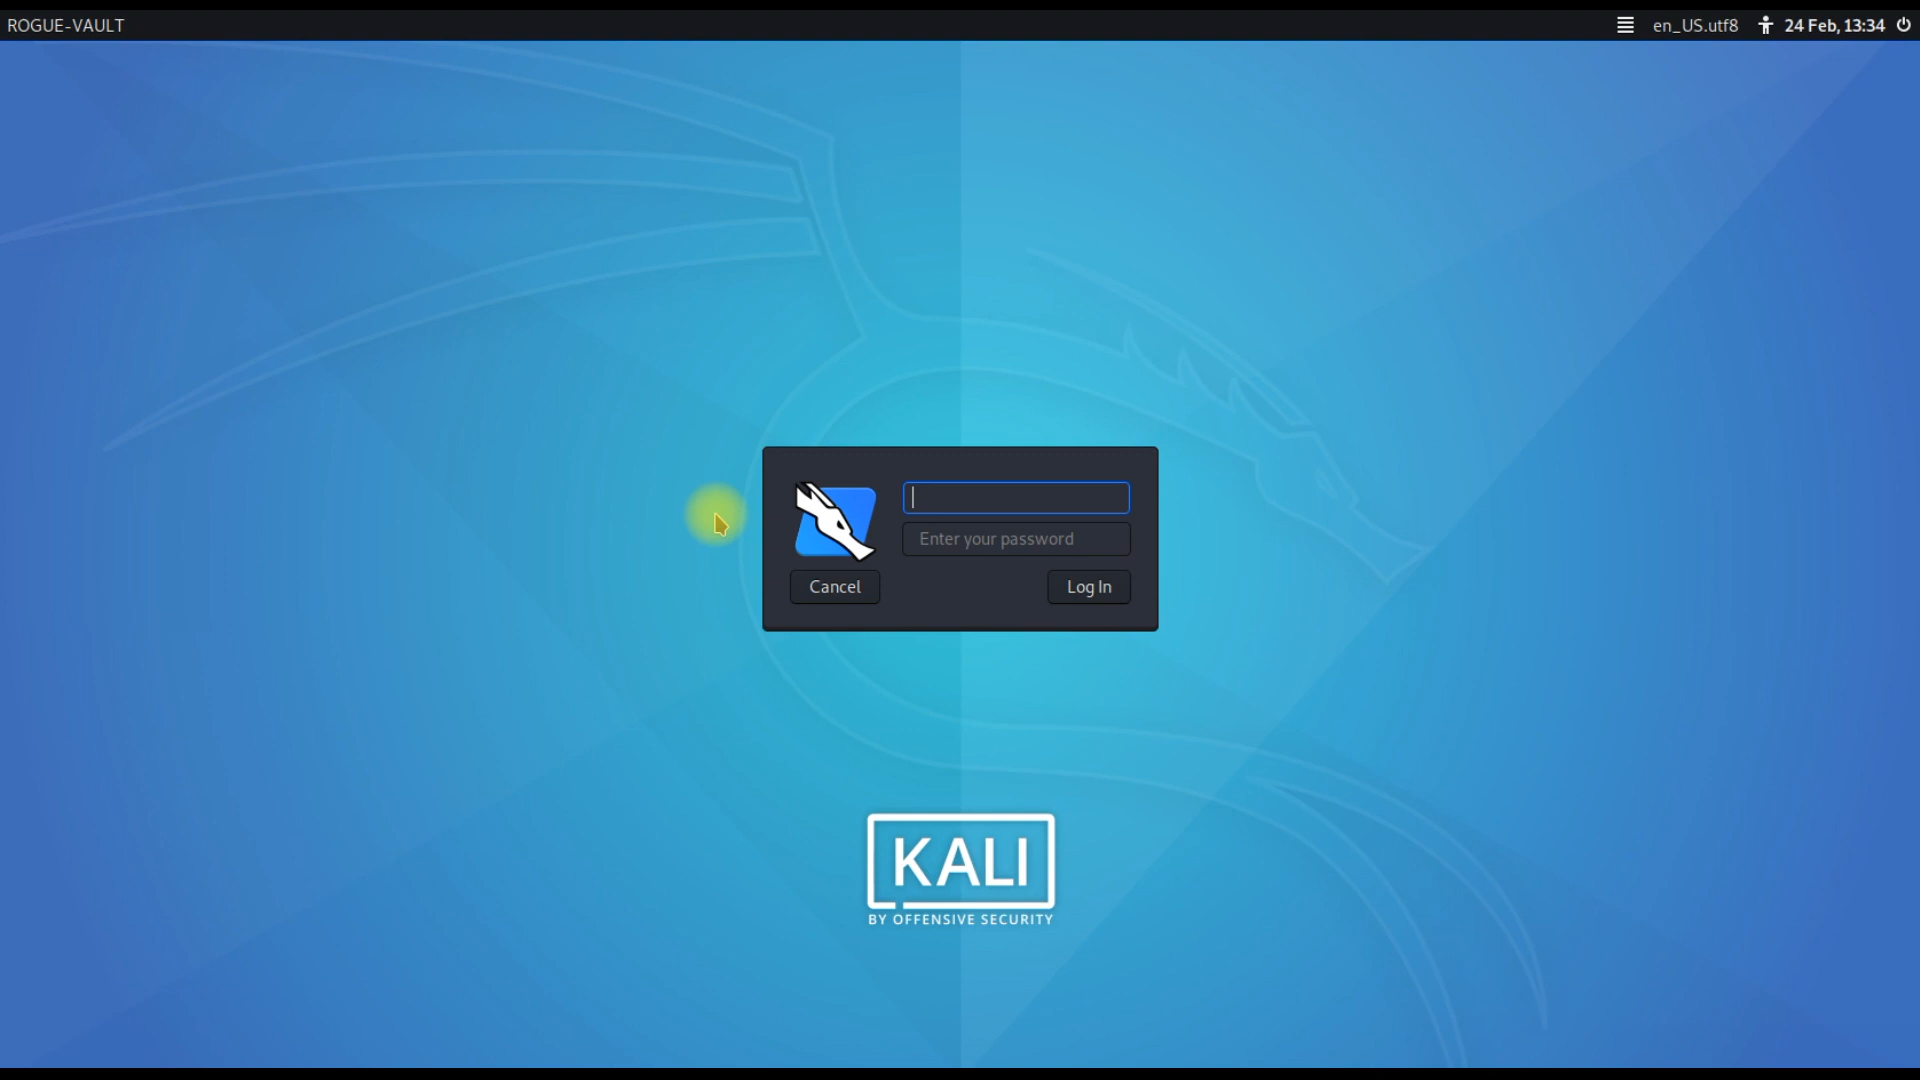 ROGUE-VAULT
en_US.utf8
24 Feb, 13:34
Enter your password
Cancel
Log In
KALI
BY OFFENSIVE SECURITY